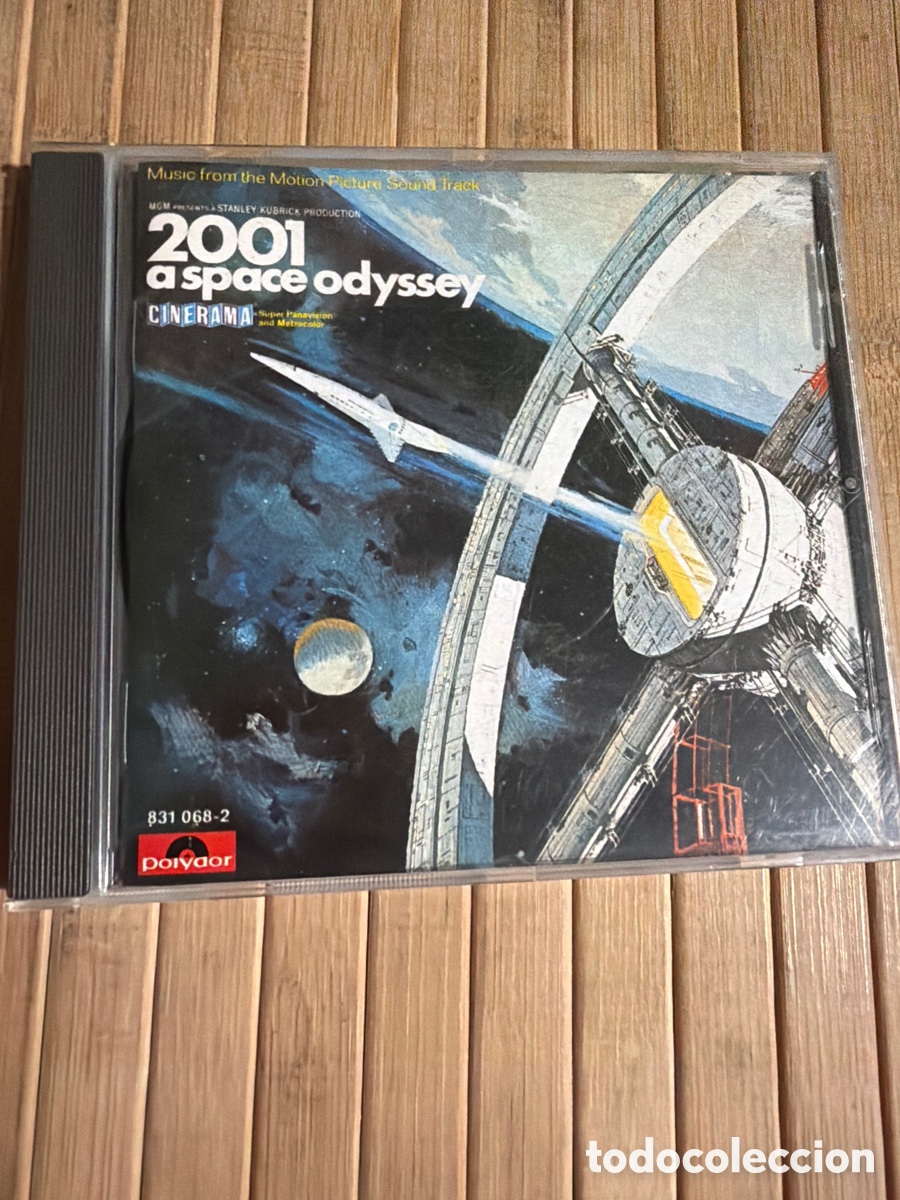 Music from the Motion Picture Sound Track
MGM PRESENTS A STANLEY KUBRICK PRODUCTION
2001
a space odyssey
CINERAMA Super Panavision
and Metrocolor
831 068-2
polydor
todocoleccion